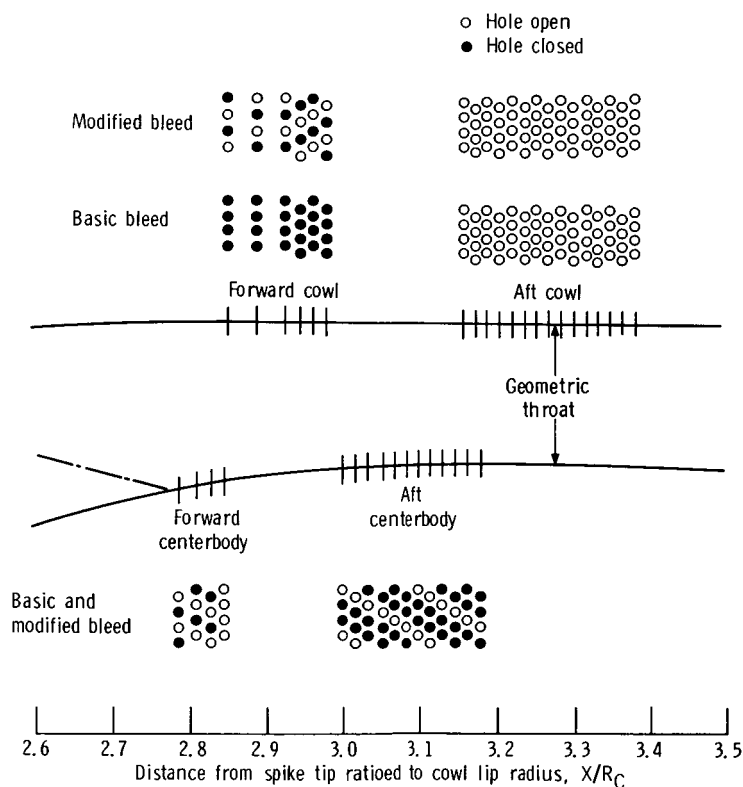 Hole open
Hole closed
Modified bleed
Basic bleed
Forward cowl
Aft cowl
Geometric
throat
Forward
centerbody
Aft
centerbody
Basic and
modified bleed
2.6 2.7 2.8 2.9 3.0 3.1 3.2 3.3 3.4 3.5
Distance from spike tip ratioed to cowl lip radius, X/R_C